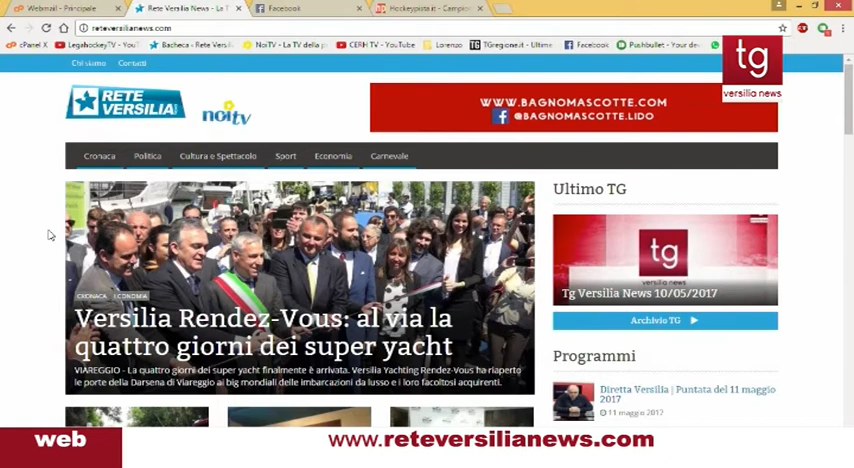 Webmail - Principale
Rete Versilia News - La T
Facebook
Hockeypista.it - Campioc
reteversilianews.com
cPanel X
LegahockeyTV - YouT
Bacheca - Rete Versili
NoiTV - La TV della p
CERH TV - YouTube
Lorenzo
TGregione.it - Ultime
Facebook
Pushbullet - Your de
Chi siamo
Contatti
tg
versilia news
RETE
VERSILIA
noitv
WWW.BAGNOMASCOTTE.COM
@BAGNOMASCOTTE.LIDO
Cronaca
Politica
Cultura e Spettacolo
Sport
Economia
Carnevale
Ultimo TG
tg
versilia news
Tg Versilia News 10/05/2017
Archivio TG
CRONACA
ECONOMIA
Versilia Rendez-Vous: al via la
quattro giorni dei super yacht
VIAREGGIO - La quattro giorni dei super yacht finalmente è arrivata. Versilia Yachting Rendez-Vous ha riaperto
le porte della Darsena di Viareggio ai big mondiali delle imbarcazioni da lusso e i loro facoltosi acquirenti.
Programmi
Diretta Versilia | Puntata del 11 maggio
2017
11 maggio 2017
web
www.reteversilianews.com